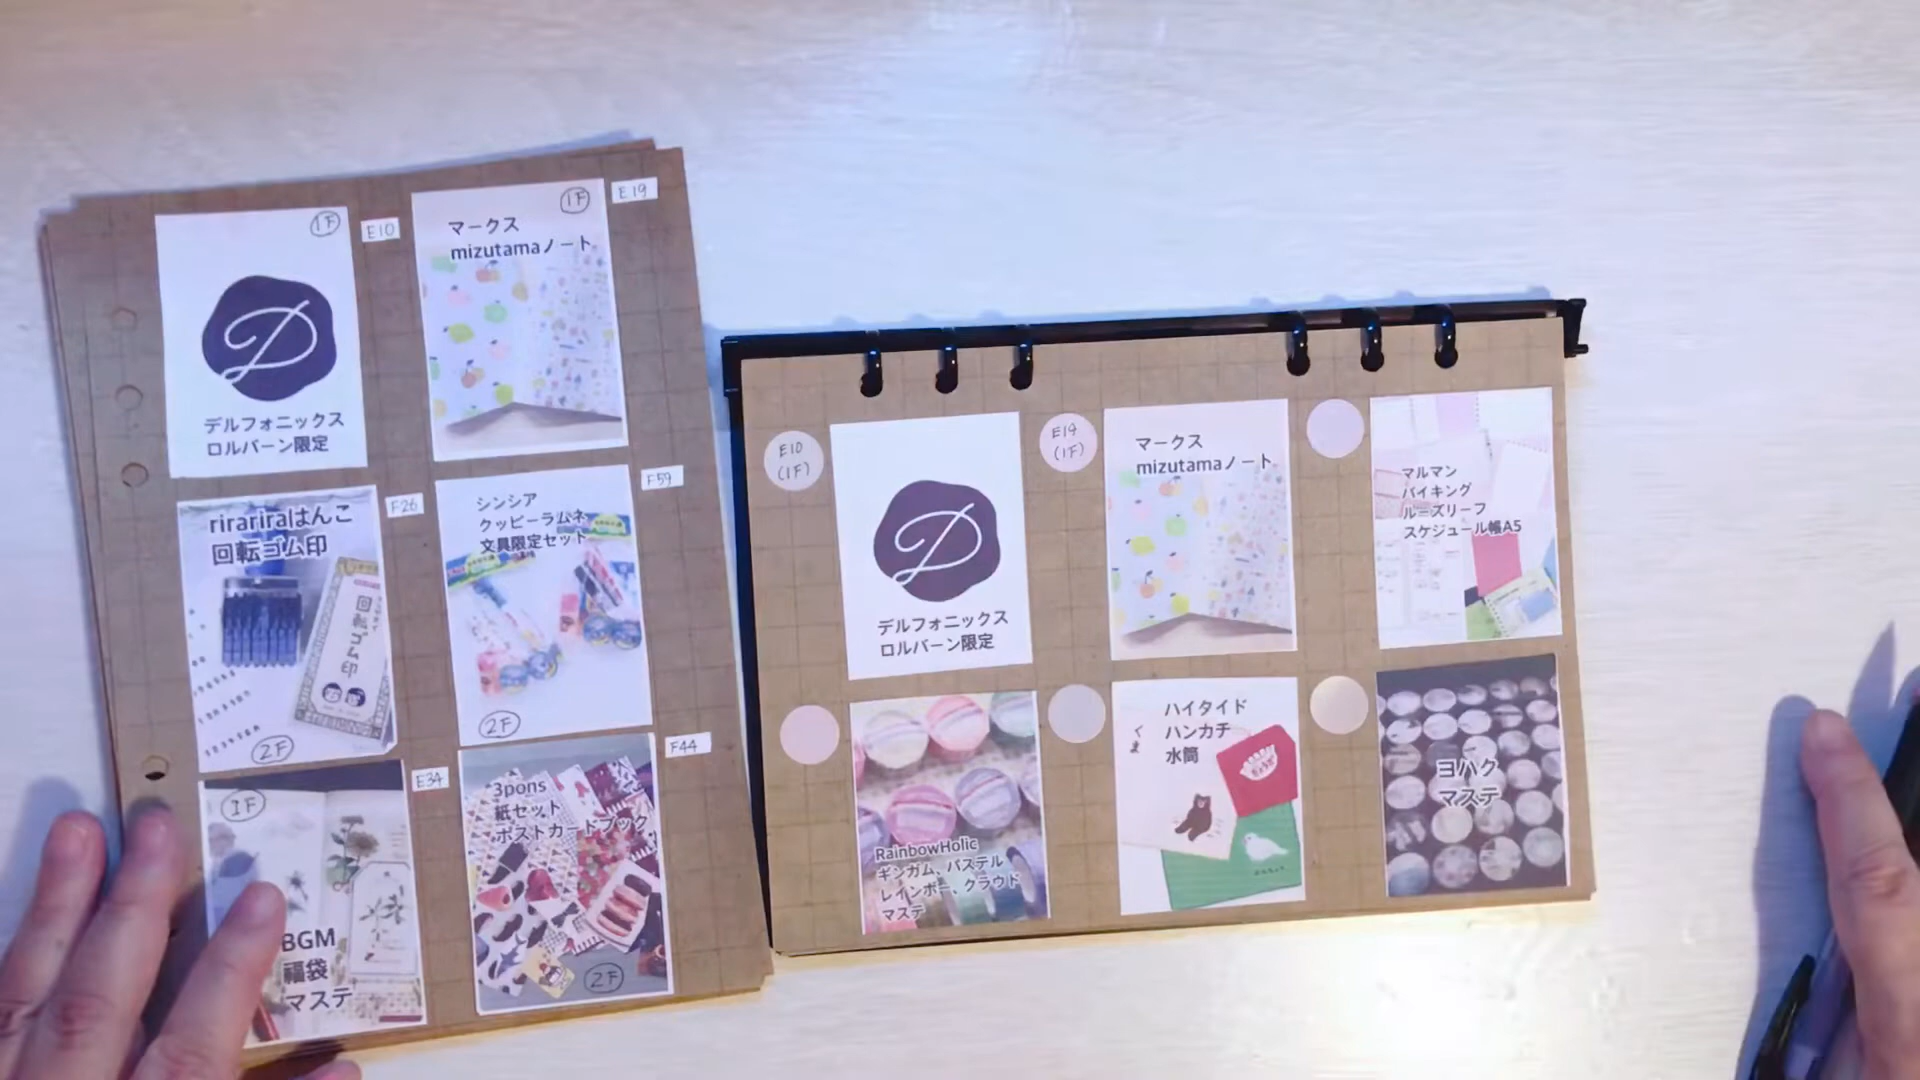 1F
E10
D
デルフォニックス
ロルバーン限定
1F
E19
マークス
mizutamaノート
rirariraはんこ
回転ゴム印
F26
回転ゴム印
2F
シンシア
クッピーラムネ
文具限定セット
F59
2F
1F
E34
BGM
福袋
マステ
3pons
紙セット
ポストカードブック
F44
2F
E10
(1F)
D
デルフォニックス
ロルバーン限定
E19
(1F)
マークス
mizutamaノート
マルマン
バイキング
ルーズリーフ
スケジュール帳A5
RainbowHolic
ギンガム、パステル
レインボー、クラウド
マステ
ハイタイド
ハンカチ
水筒
くま
ヨハク
マステ